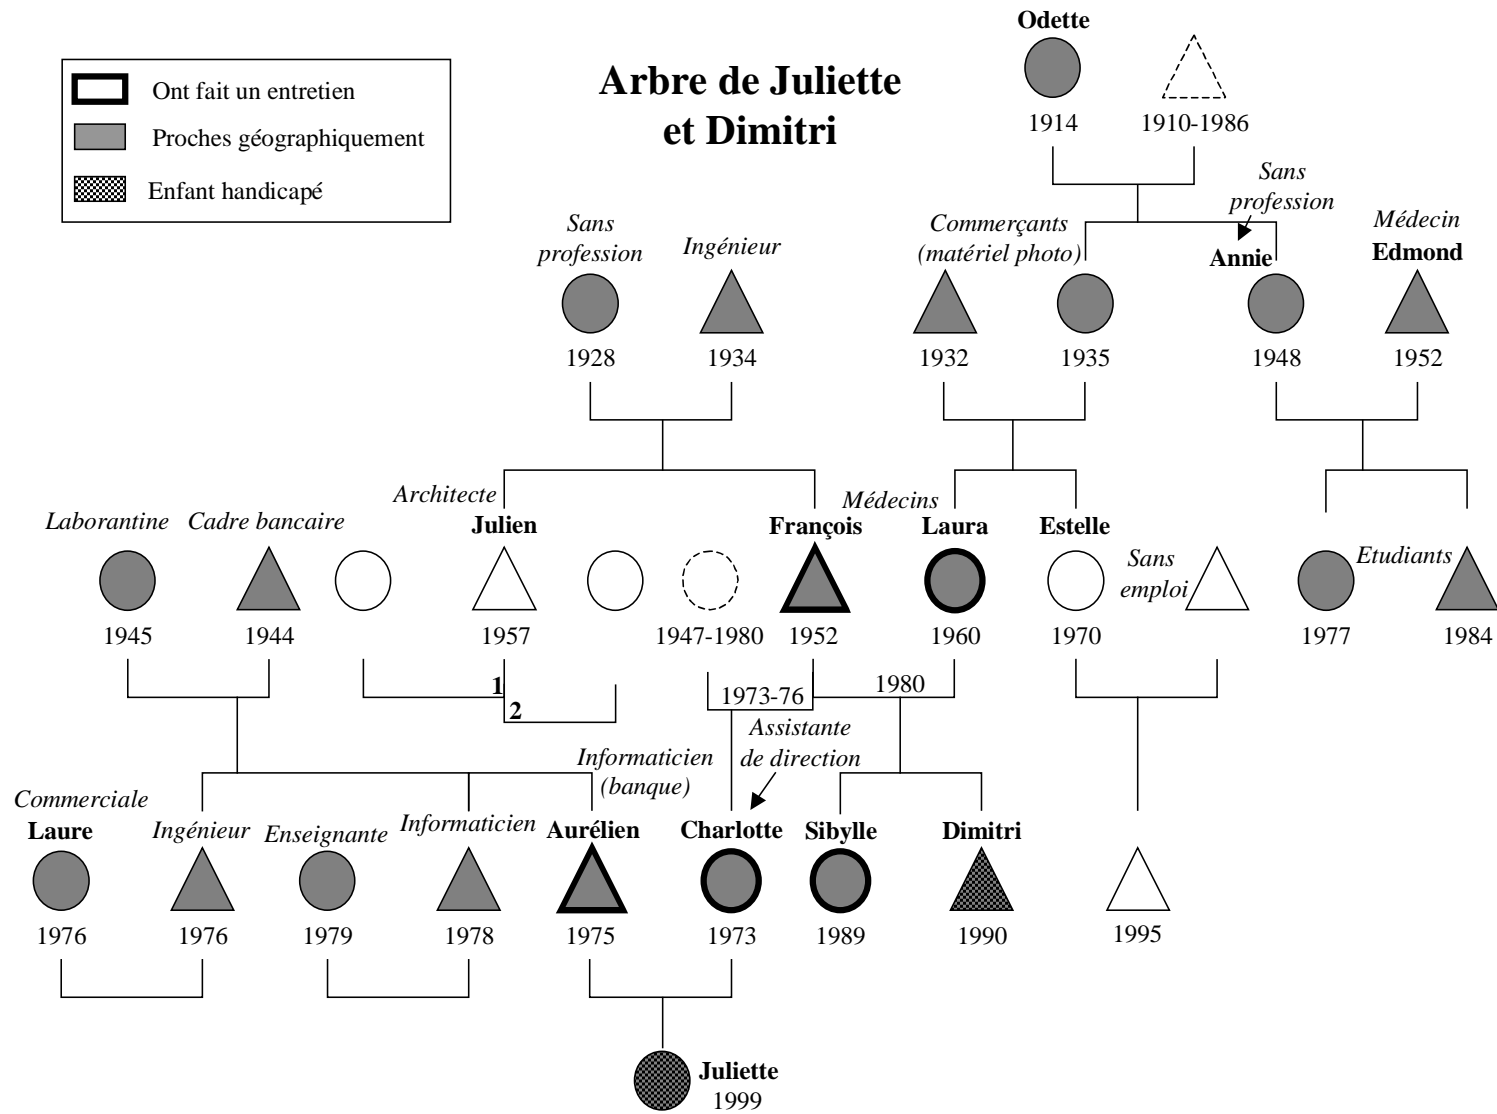 Odette
Arbre de Juliette
et Dimitri
Ont fait un entretien
Proches géographiquement
Enfant handicapé
1914
1910-1986
Sans
profession
Sans
profession
Ingénieur
Commerçants
(matériel photo)
Annie
Médecin
Edmond
1928
1934
1932
1935
1948
1952
Laborantine
Cadre bancaire
Architecte
Julien
François
Médecins
Laura
Estelle
Sans
emploi
Etudiants
1945
1944
1957
1947-1980
1952
1960
1970
1977
1984
1
2
1973-76
1980
Assistante
de direction
Informaticien
(banque)
Commerciale
Laure
Ingénieur
Enseignante
Informaticien
Aurélien
Charlotte
Sibylle
Dimitri
1976
1976
1979
1978
1975
1973
1989
1990
1995
Juliette
1999